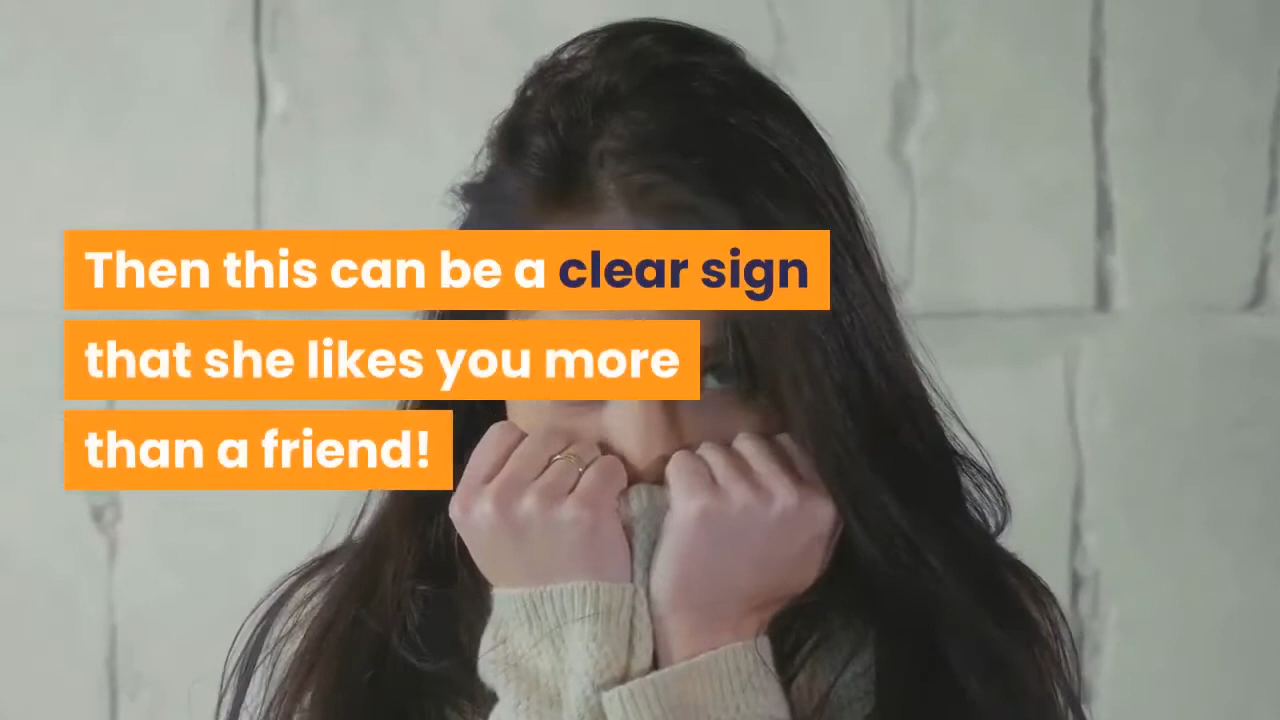 Then this can be a clear sign
that she likes you more
than a friend!